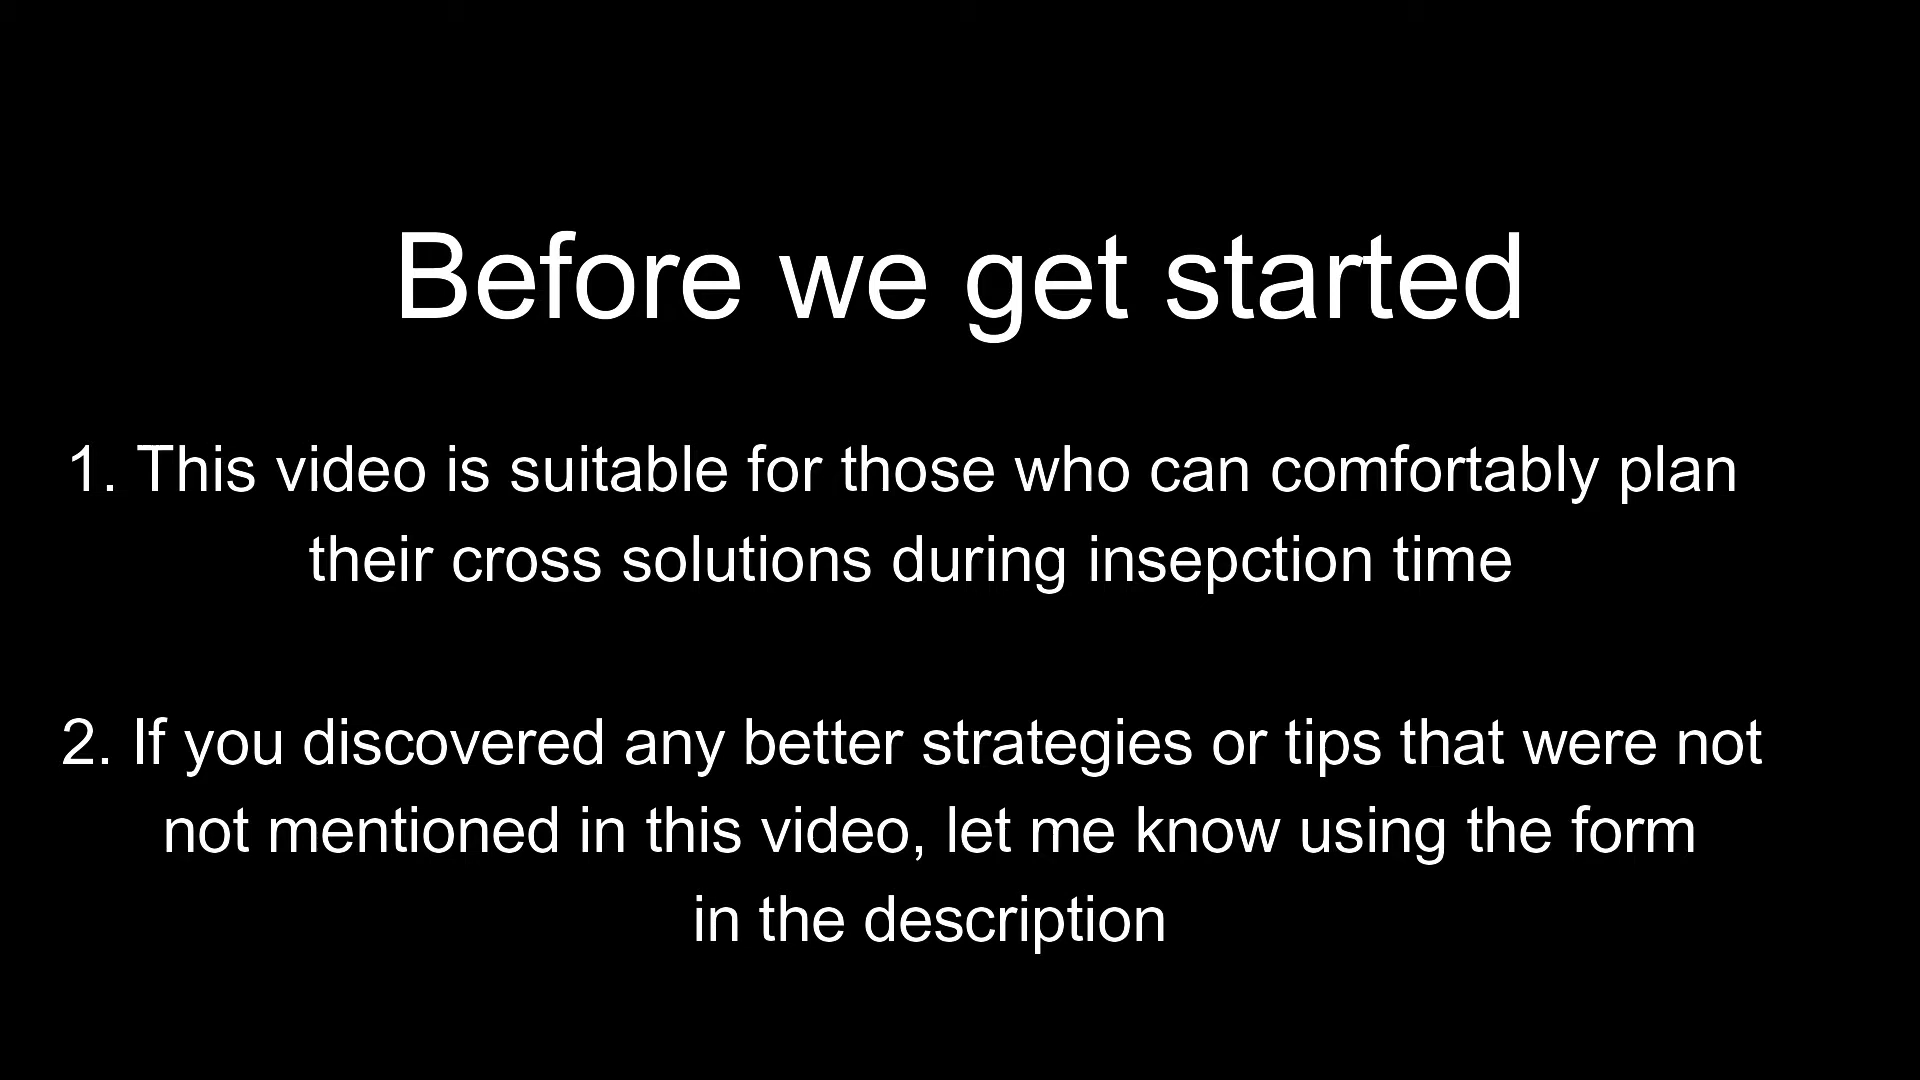 Before we get started
1. This video is suitable for those who can comfortably plan
their cross solutions during insepction time
2. If you discovered any better strategies or tips that were not
not mentioned in this video, let me know using the form
in the description